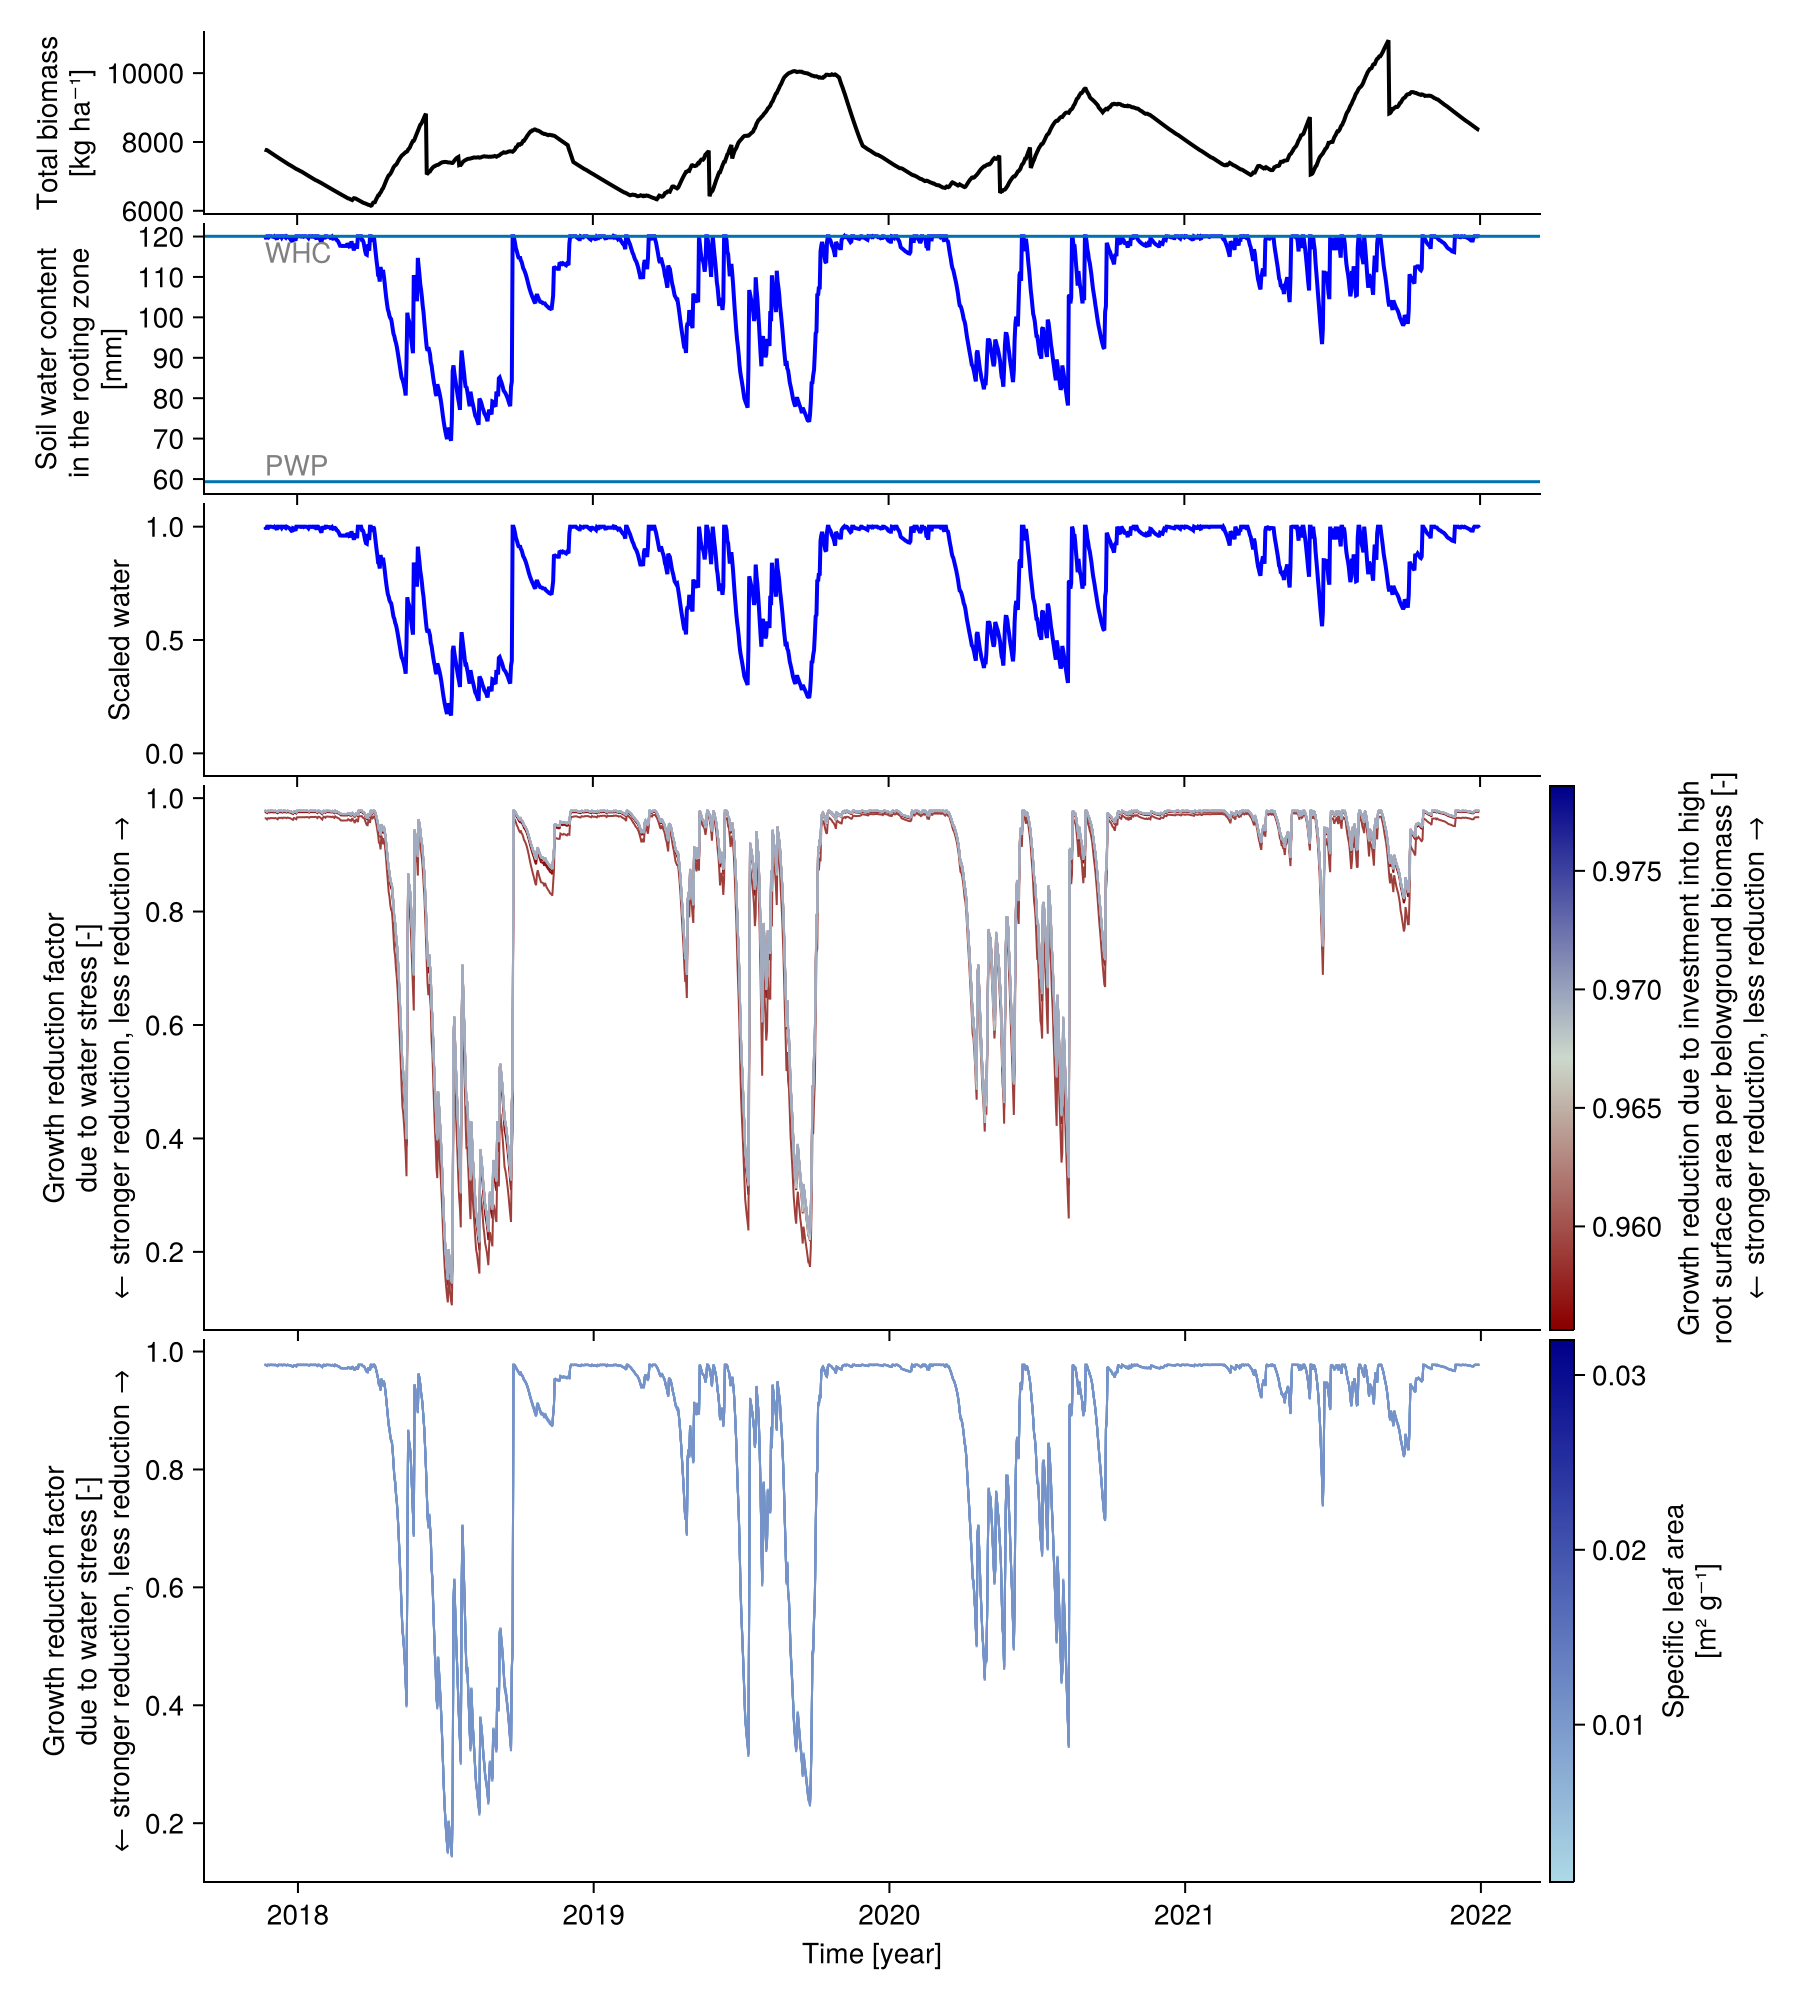 Total biomass
[kg ha⁻¹]
10000
8000
6000
Soil water content
in the rooting zone
[mm]
120
110
100
90
80
70
60
WHC
PWP
Scaled water
1.0
0.5
0.0
Growth reduction factor
due to water stress [-]
← stronger reduction, less reduction →
1.0
0.8
0.6
0.4
0.2
0.975
0.970
0.965
0.960
Growth reduction due to investment into high
root surface area per belowground biomass [-]
← stronger reduction, less reduction →
Growth reduction factor
due to water stress [-]
← stronger reduction, less reduction →
1.0
0.8
0.6
0.4
0.2
0.03
0.02
0.01
Specific leaf area
[m² g⁻¹]
2018
2019
2020
2021
2022
Time [year]